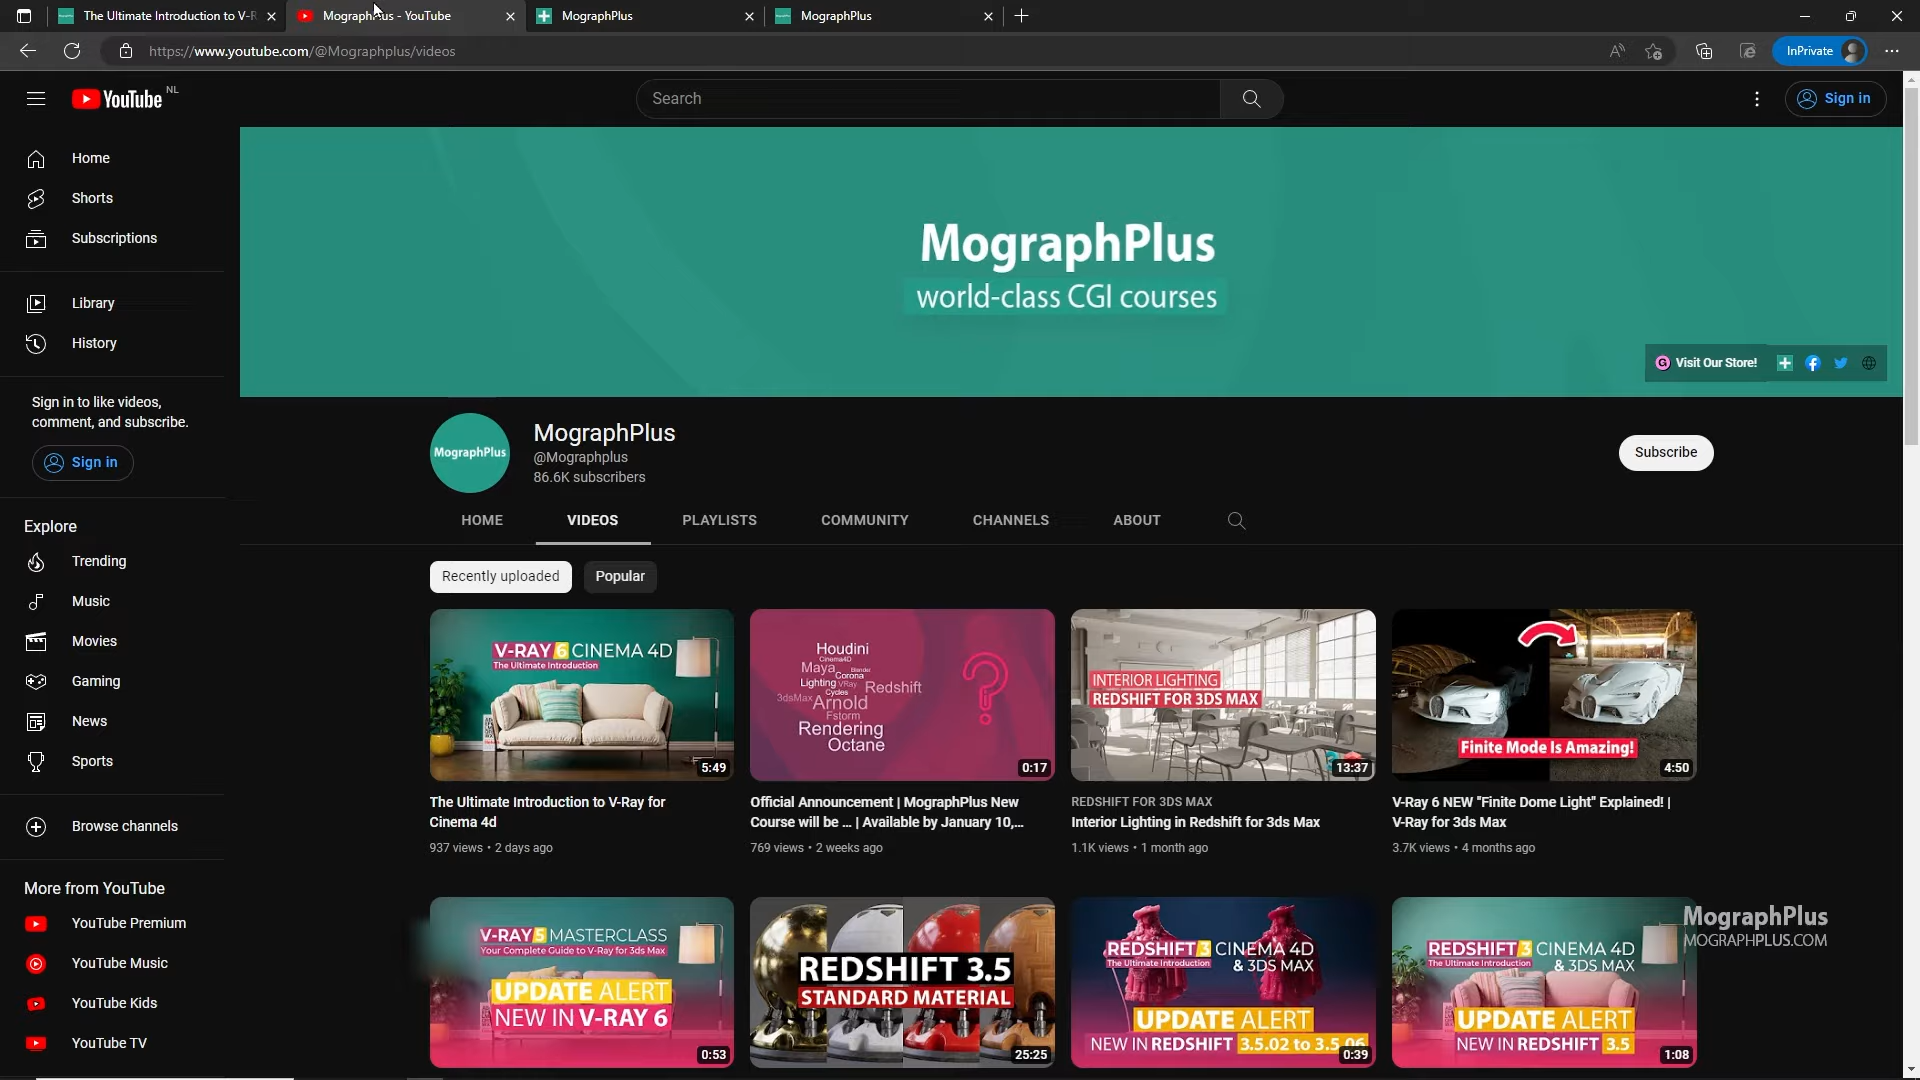 The Ultimate Introduction to V-R
MographPlus - YouTube
MographPlus
MographPlus
https://www.youtube.com/@Mographplus/videos
InPrivate
YouTube NL
Search
Sign in
Home
Shorts
Subscriptions
Library
History
Sign in to like videos,
comment, and subscribe.
Sign in
Explore
Trending
Music
Movies
Gaming
News
Sports
Browse channels
More from YouTube
YouTube Premium
YouTube Music
YouTube Kids
YouTube TV
MographPlus
world-class CGI courses
Visit Our Store!
MographPlus
MographPlus
@Mographplus
86.6K subscribers
Subscribe
HOME
VIDEOS
PLAYLISTS
COMMUNITY
CHANNELS
ABOUT
Recently uploaded
Popular
V-RAY 6 CINEMA 4D
The Ultimate Introduction
5:49
The Ultimate Introduction to V-Ray for
Cinema 4d
937 views • 2 days ago
Houdini
Cinema4D
Maya Blender
Corona
Lighting VRay Redshift
Cycles
3dsMax Arnold
Fstorm
Rendering
Octane
?
0:17
Official Announcement | MographPlus New
Course will be ... | Available by January 10,...
769 views • 2 weeks ago
INTERIOR LIGHTING
REDSHIFT FOR 3DS MAX
13:37
REDSHIFT FOR 3DS MAX
Interior Lighting in Redshift for 3ds Max
1.1K views • 1 month ago
Finite Mode Is Amazing!
4:50
V-Ray 6 NEW "Finite Dome Light" Explained! |
V-Ray for 3ds Max
3.7K views • 4 months ago
V-RAY 5 MASTERCLASS
Your Complete Guide to V-Ray for 3ds Max
UPDATE ALERT
NEW IN V-RAY 6
0:53
REDSHIFT 3.5
STANDARD MATERIAL
25:25
REDSHIFT 3 CINEMA 4D
The Ultimate Introduction & 3DS MAX
UPDATE ALERT
NEW IN REDSHIFT 3.5.02 to 3.5.06
0:39
REDSHIFT 3 CINEMA 4D
The Ultimate Introduction & 3DS MAX
UPDATE ALERT
NEW IN REDSHIFT 3.5
1:08
MographPlus
MOGRAPHPLUS.COM